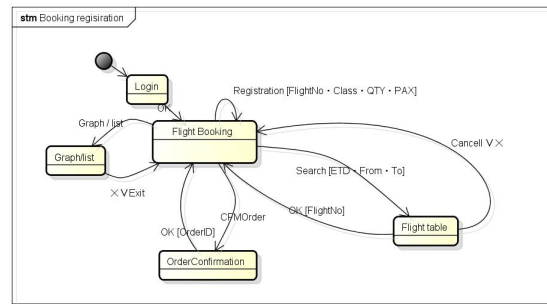 stm Booking regisiration
Login
OK
Registration [FlightNo・Class・QTY・PAX]
Graph / list
Flight Booking
Cancell V×
Graph/list
Search [ETD・From・To]
×VExit
CFMOrder
OK [FlightNo]
Flight table
OK [OrderID]
OrderConfirmation